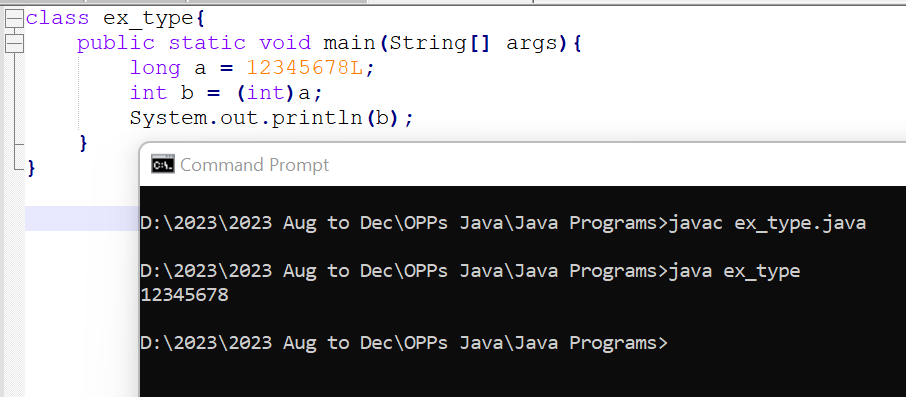 class ex_type{
public static void main(String[] args){
long a = 12345678L;
int b = (int)a;
System.out.println(b);
}
}
Command Prompt
D:\2023\2023 Aug to Dec\OPPs Java\Java Programs>javac ex_type.java
D:\2023\2023 Aug to Dec\OPPs Java\Java Programs>java ex_type
12345678
D:\2023\2023 Aug to Dec\OPPs Java\Java Programs>